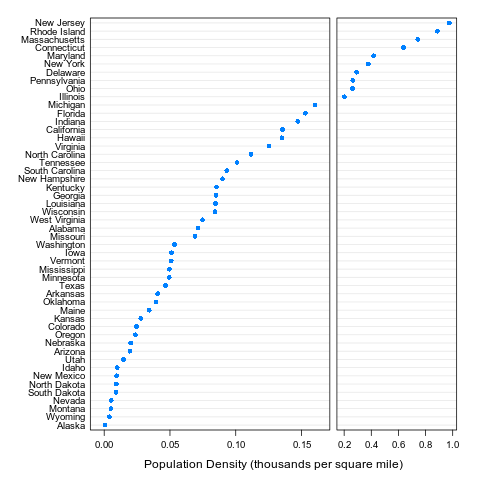 New Jersey
Rhode Island
Massachusetts
Connecticut
Maryland
New York
Delaware
Pennsylvania
Ohio
Illinois
Michigan
Florida
Indiana
California
Hawaii
Virginia
North Carolina
Tennessee
South Carolina
New Hampshire
Kentucky
Georgia
Louisiana
Wisconsin
West Virginia
Alabama
Missouri
Washington
Iowa
Vermont
Mississippi
Minnesota
Texas
Arkansas
Oklahoma
Maine
Kansas
Colorado
Oregon
Nebraska
Arizona
Utah
Idaho
New Mexico
North Dakota
South Dakota
Nevada
Montana
Wyoming
Alaska
0.00 0.05 0.10 0.15 0.2 0.4 0.6 0.8 1.0
Population Density (thousands per square mile)